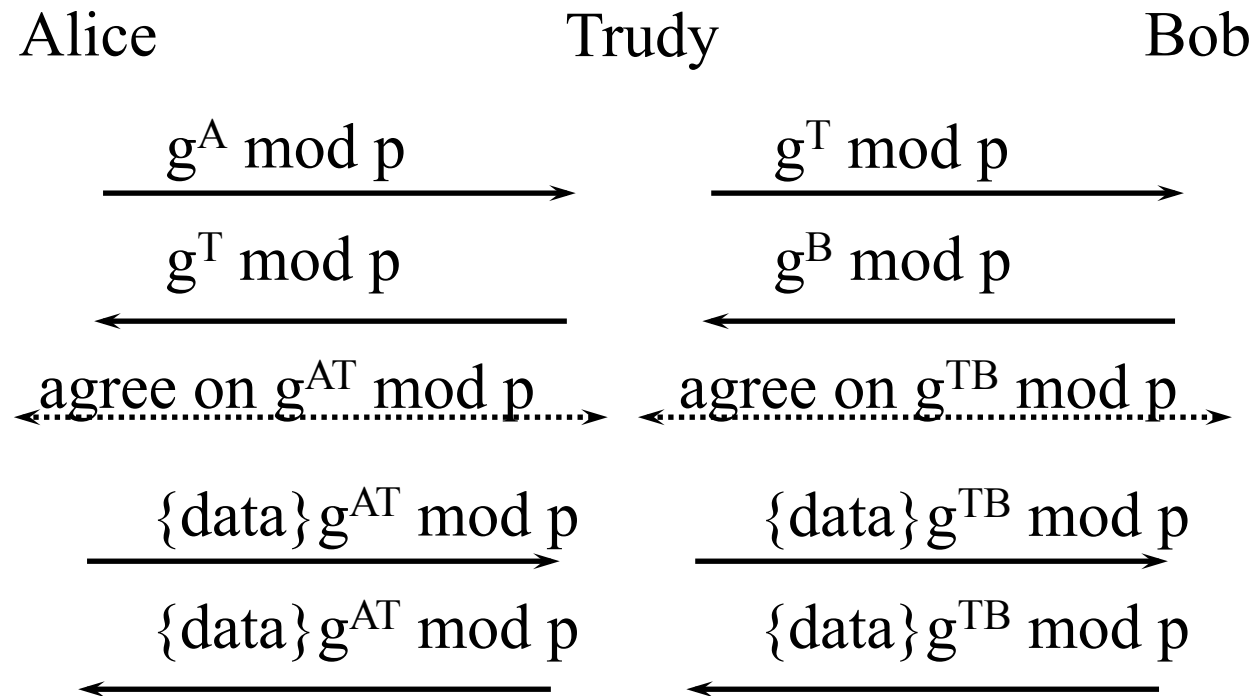 Alice Trudy Bob
g^A mod p g^T mod p
g^T mod p g^B mod p
agree on g^AT mod p agree on g^TB mod p
{data}g^AT mod p {data}g^TB mod p
{data}g^AT mod p {data}g^TB mod p